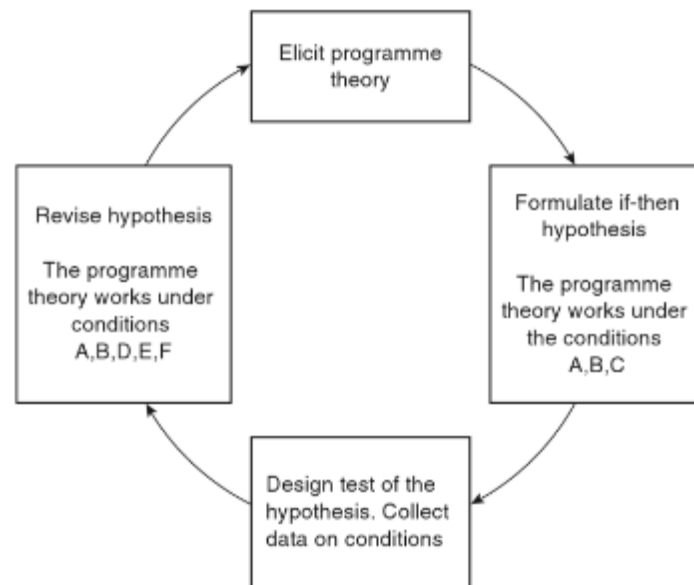 Elicit programme
theory
Formulate if-then
hypothesis
The programme
theory works under
the conditions
A,B,C
Design test of the
hypothesis. Collect
data on conditions
Revise hypothesis
The programme
theory works under
conditions
A,B,D,E,F